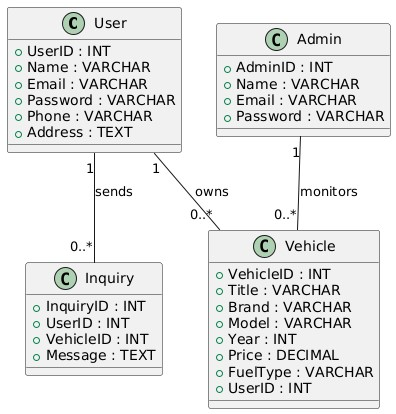 C User
UserID : INT
Name : VARCHAR
Email : VARCHAR
Password : VARCHAR
Phone : VARCHAR
Address : TEXT
C Admin
AdminID : INT
Name : VARCHAR
Email : VARCHAR
Password : VARCHAR
1
1
1
sends
owns
monitors
0..*
0..*
0..*
C Inquiry
InquiryID : INT
UserID : INT
VehicleID : INT
Message : TEXT
C Vehicle
VehicleID : INT
Title : VARCHAR
Brand : VARCHAR
Model : VARCHAR
Year : INT
Price : DECIMAL
FuelType : VARCHAR
UserID : INT